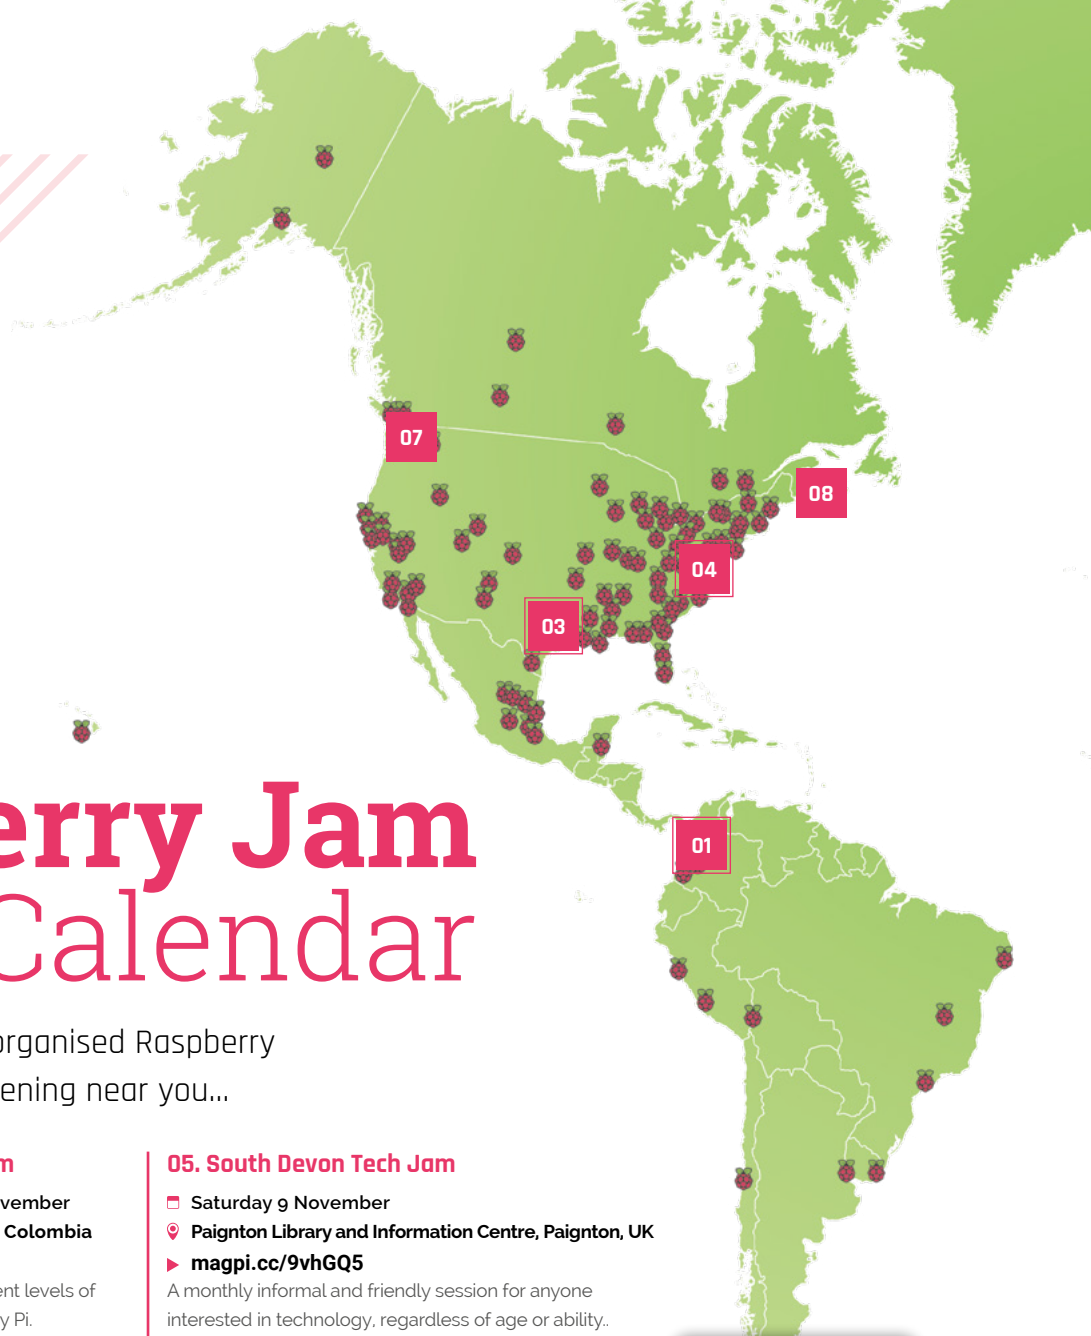 07
08
04
03
01
erry Jam
Calendar
organised Raspberry
ening near you...
m
vember
Colombia
ent levels of
y Pi.
05. South Devon Tech Jam
Saturday 9 November
Paignton Library and Information Centre, Paignton, UK
magpi.cc/9vhGQ5
A monthly informal and friendly session for anyone
interested in technology, regardless of age or ability..